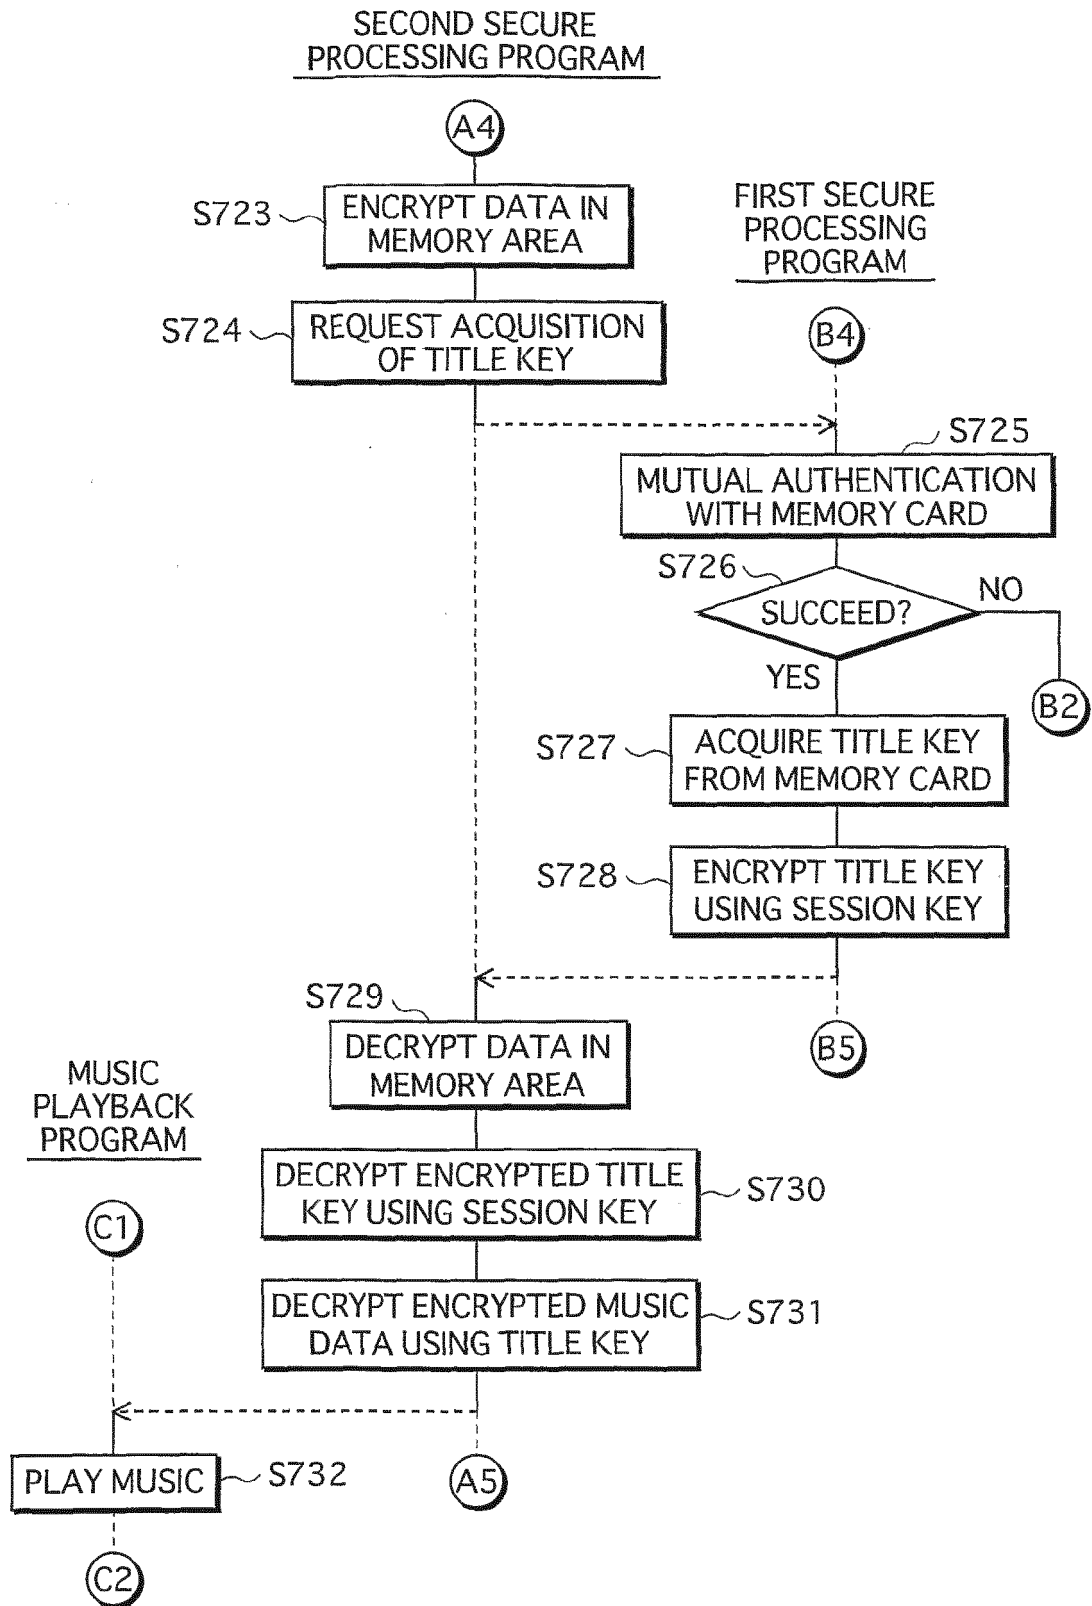 SECOND SECURE
PROCESSING PROGRAM
A4
S723
ENCRYPT DATA IN
MEMORY AREA
FIRST SECURE
PROCESSING
PROGRAM
S724
REQUEST ACQUISITION
OF TITLE KEY
B4
S725
MUTUAL AUTHENTICATION
WITH MEMORY CARD
S726
SUCCEED?
NO
YES
B2
S727
ACQUIRE TITLE KEY
FROM MEMORY CARD
S728
ENCRYPT TITLE KEY
USING SESSION KEY
S729
DECRYPT DATA IN
MEMORY AREA
B5
MUSIC
PLAYBACK
PROGRAM
DECRYPT ENCRYPTED TITLE
KEY USING SESSION KEY
S730
C1
DECRYPT ENCRYPTED MUSIC
DATA USING TITLE KEY
S731
PLAY MUSIC
S732
A5
C2